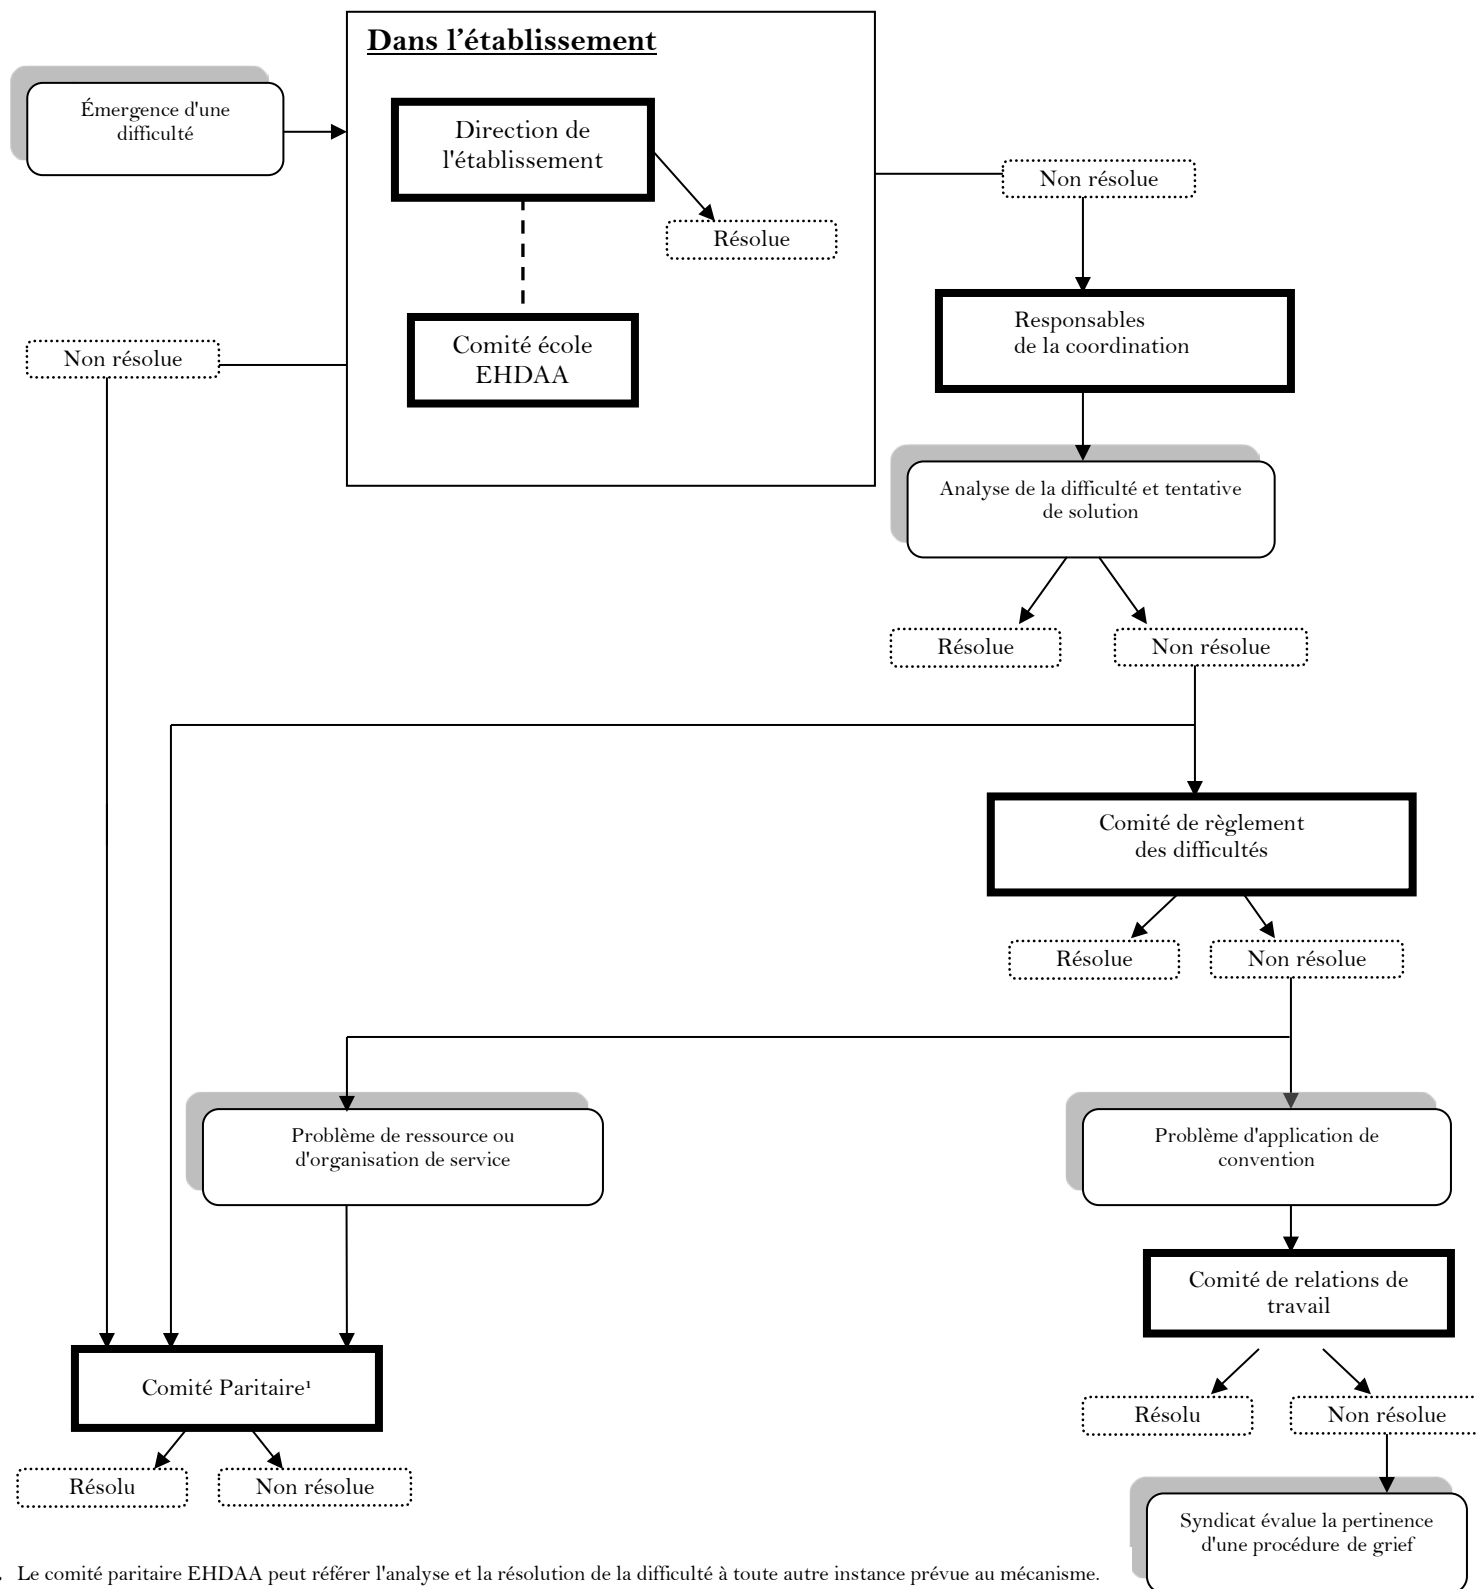 Dans l’établissement
Émergence d'une
difficulté
Direction de
l'établissement
Résolue
Non résolue
Comité école
EHDAA
Non résolue
Responsables
de la coordination
Analyse de la difficulté et tentative
de solution
Résolue
Non résolue
Comité de règlement
des difficultés
Résolue
Non résolue
Problème de ressource ou
d'organisation de service
Problème d'application de
convention
Comité de relations de
travail
Comité Paritaire¹
Résolu
Non résolue
Résolu
Non résolue
Syndicat évalue la pertinence
d'une procédure de grief
. Le comité paritaire EHDAA peut référer l'analyse et la résolution de la difficulté à toute autre instance prévue au mécanisme.